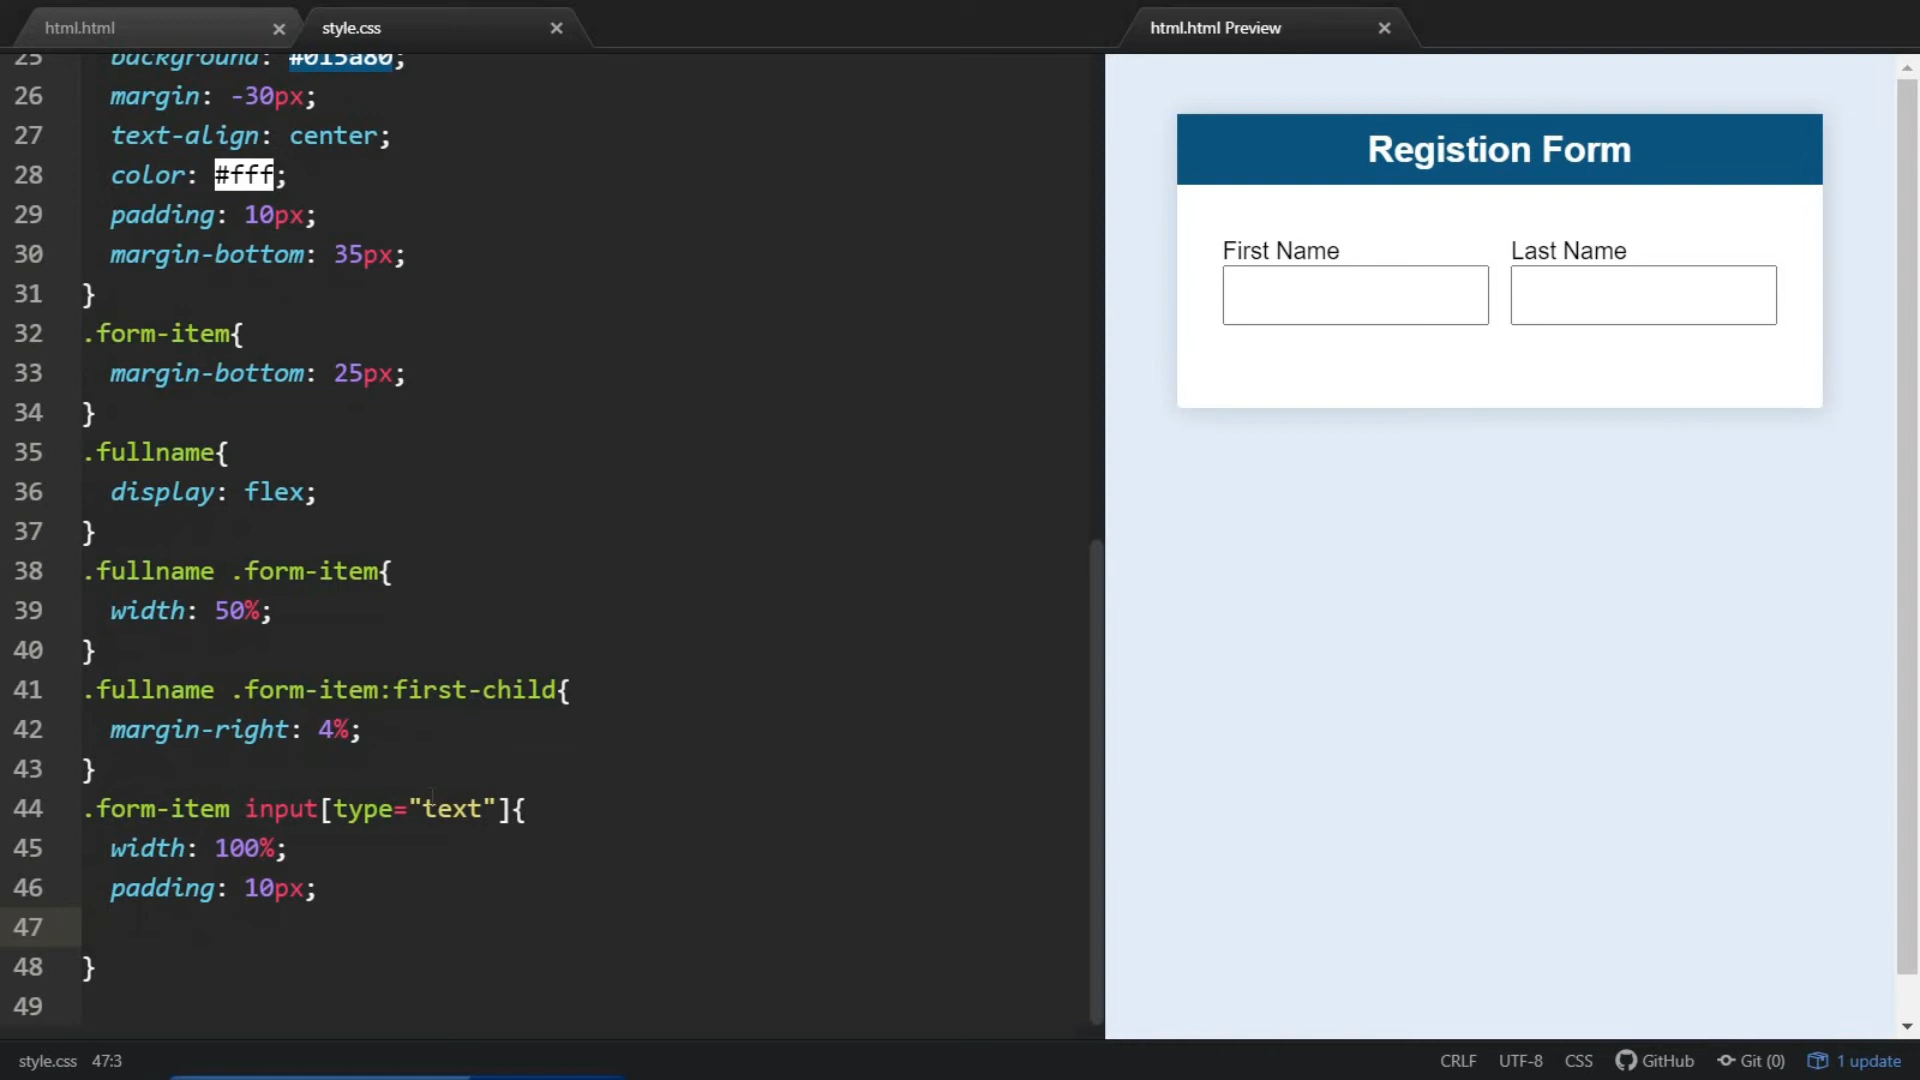 html.html
style.css
html.html Preview
25 background: #015a80;
26 margin: -30px;
27 text-align: center;
28 color: #fff;
29 padding: 10px;
30 margin-bottom: 35px;
31 }
32 .form-item{
33 margin-bottom: 25px;
34 }
35 .fullname{
36 display: flex;
37 }
38 .fullname .form-item{
39 width: 50%;
40 }
41 .fullname .form-item:first-child{
42 margin-right: 4%;
43 }
44 .form-item input[type="text"]{
45 width: 100%;
46 padding: 10px;
47
48 }
49
Registion Form
First Name Last Name
style.css 47:3
CRLF UTF-8 CSS GitHub Git (0) 1 update